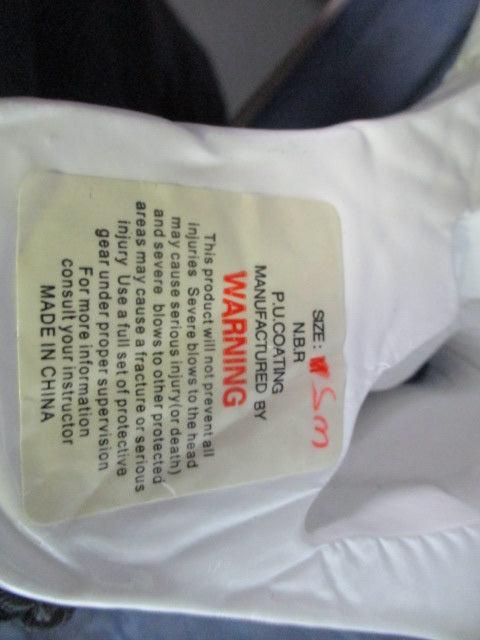 SIZE: Sm
N.B.R
P.U.COATING
MANUFACTURED BY
WARNING
This product will not prevent all
injuries Severe blows to the head
may cause serious injury(or death)
and severe blows to other protected
areas may cause a fracture or serious
injury Use a full set of protective
gear under proper supervision
For more information
consult your instructor
MADE IN CHINA